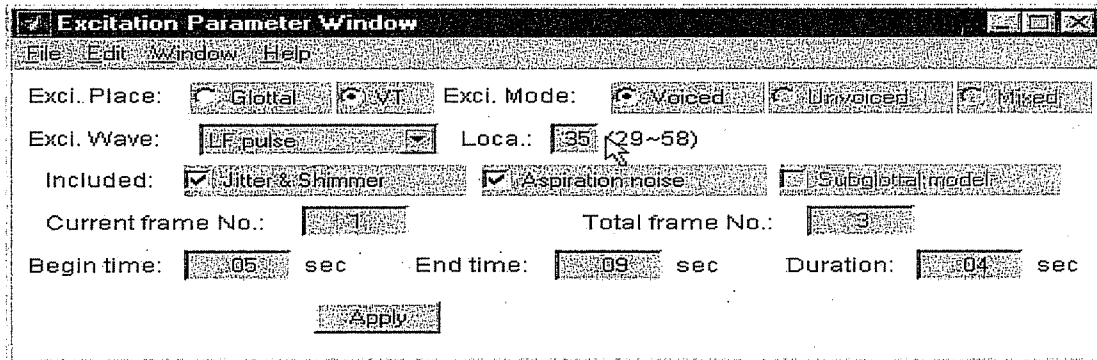 Excitation Parameter Window
File Edit Window Help
Exci. Place: Glottal VT Exci. Mode: Voiced Unvoiced Mixed
Exci. Wave: LF pulse Loca.: 35 (29~58)
Included: Jitter & Shimmer Aspiration noise Subglottal model
Current frame No.: 1 Total frame No.: 3
Begin time: 05 sec End time: 09 sec Duration: 04 sec
Apply